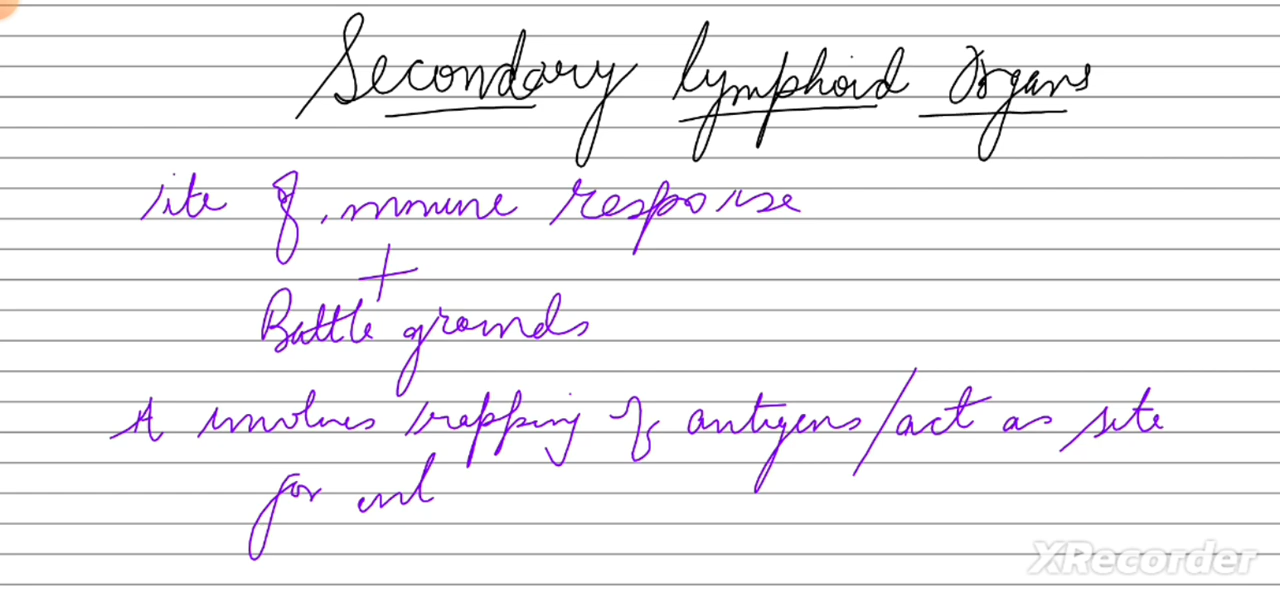 Secondary lymphoid Organs
site of immune response
+
Battle grounds
It involves trapping of antigens/act as site
for
XRecorder